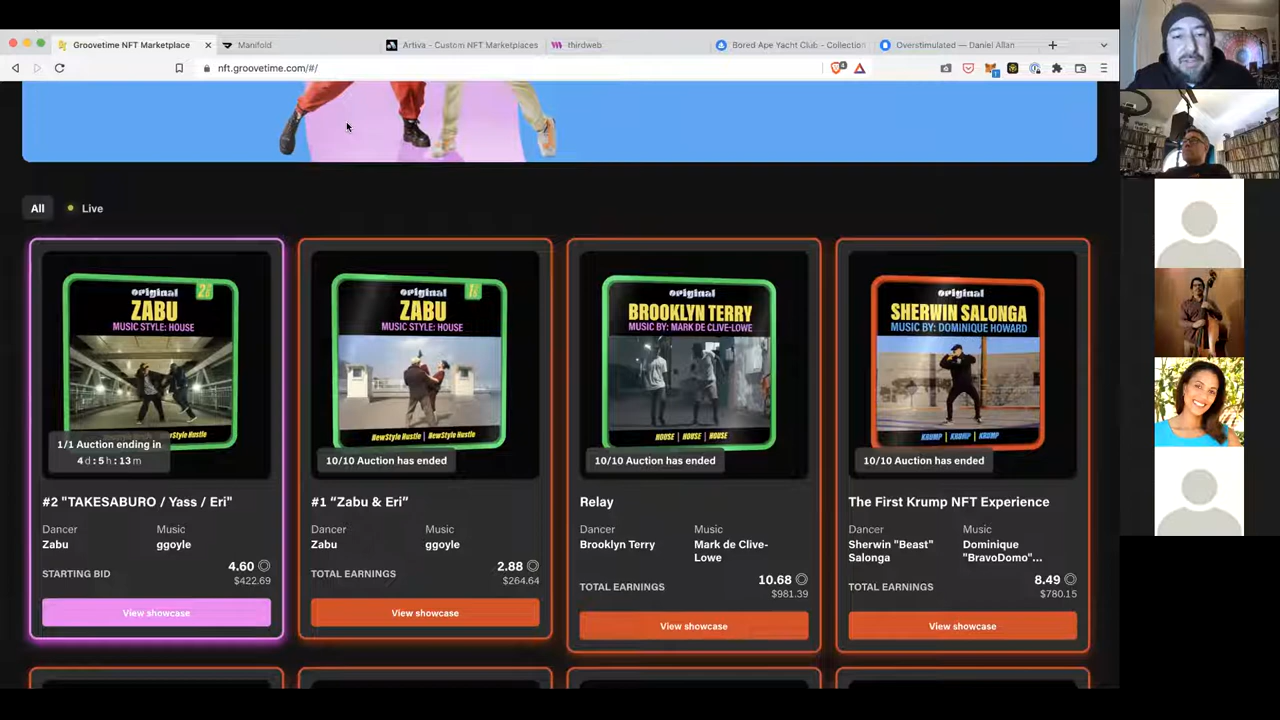 Groovetime NFT Marketplace
Manifold
Artiva - Custom NFT Marketplaces
thirdweb
Bored Ape Yacht Club - Collection
Overstimulated — Daniel Allan
nft.groovetime.com/#/
All
Live
original
ZABU
MUSIC STYLE: HOUSE
NewStyle Hustle
1/1 Auction ending in
4d:5h:13m
#2 "TAKESABURO / Yass / Eri"
Dancer
Music
Zabu
ggoyle
STARTING BID
4.60
$422.69
View showcase
original
ZABU
MUSIC STYLE: HOUSE
NewStyle Hustle | NewStyle Hustle
10/10 Auction has ended
#1 “Zabu & Eri”
Dancer
Music
Zabu
ggoyle
TOTAL EARNINGS
2.88
$264.64
View showcase
original
BROOKLYN TERRY
MUSIC BY: MARK DE CLIVE-LOWE
HOUSE | HOUSE | HOUSE
10/10 Auction has ended
Relay
Dancer
Music
Brooklyn Terry
Mark de Clive-
Lowe
TOTAL EARNINGS
10.68
$981.39
View showcase
original
SHERWIN SALONGA
MUSIC BY: DOMINIQUE HOWARD
KRUMP | KRUMP | KRUMP
10/10 Auction has ended
The First Krump NFT Experience
Dancer
Music
Sherwin "Beast"
Salonga
Dominique
"BravoDomo"...
TOTAL EARNINGS
8.49
$780.15
View showcase